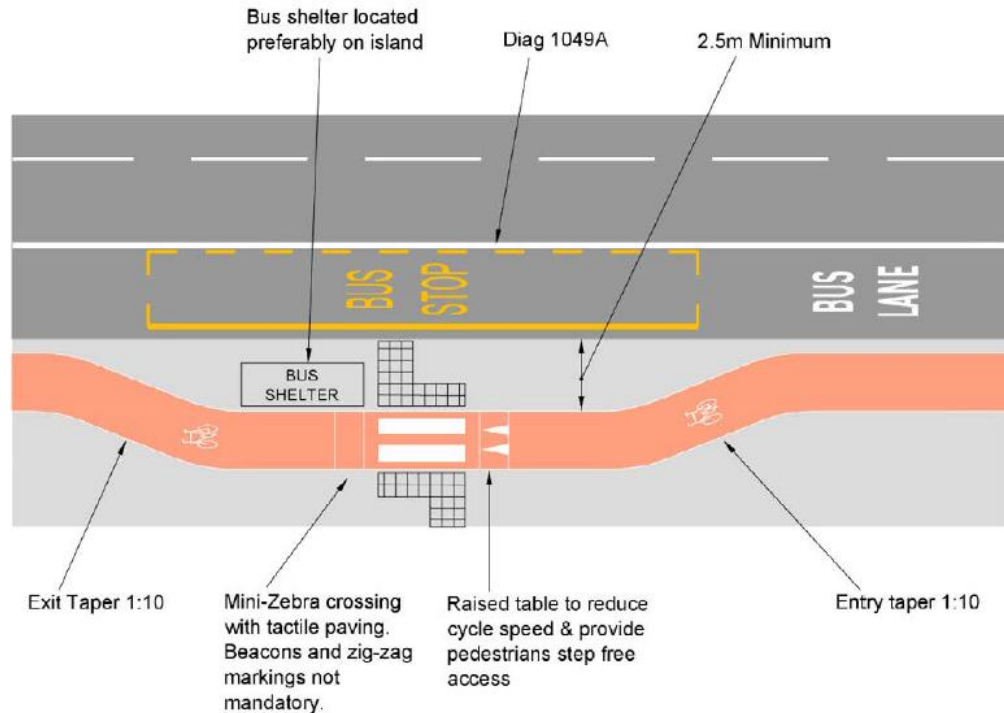 Bus shelter located
preferably on island
Diag 1049A
2.5m Minimum
BUS
STOP
BUS
LANE
BUS
SHELTER
Exit Taper 1:10
Mini-Zebra crossing
with tactile paving.
Beacons and zig-zag
markings not
mandatory.
Raised table to reduce
cycle speed & provide
pedestrians step free
access
Entry taper 1:10